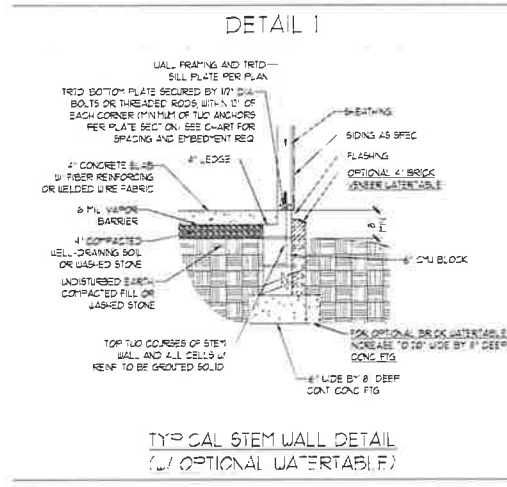 DETAIL 1
WALL FRAMING AND TRTD
SILL PLATE PER PLAN
TRTD BOTTOM PLATE SECURED BY 1/2" DIA
BOLTS OR THREADED RODS, WITHIN 12" OF
EACH CORNER (MINIMUM OF TWO ANCHORS
PER PLATE SECTION) SEE CHART FOR
SPACING AND EMBEDMENT REQ
4" LEDGE
4" CONCRETE SLAB
W/ FIBER REINFORCING
OR WELDED WIRE FABRIC
6 MIL VAPOR
BARRIER
4" COMPACTED
WELL-DRAINING SOIL
OR WASHED STONE
UNDISTURBED EARTH
COMPACTED FILL OR
WASHED STONE
TOP TWO COURSES OF STEM
WALL AND ALL CELLS W/
REINF TO BE GROUTED SOLID
SHEATHING
SIDING AS SPEC
FLASHING
OPTIONAL 4" BRICK
VENEER WATERTABLE
8"
MIN
CMU BLOCK
FOR OPTIONAL BRICK WATERTABLE,
INCREASE TO 20" WIDE BY 8" DEEP
CONC FTG
WIDE BY 8" DEEP
CONT CONC FTG
TYPICAL STEM WALL DETAIL
(W/ OPTIONAL WATERTABLE)